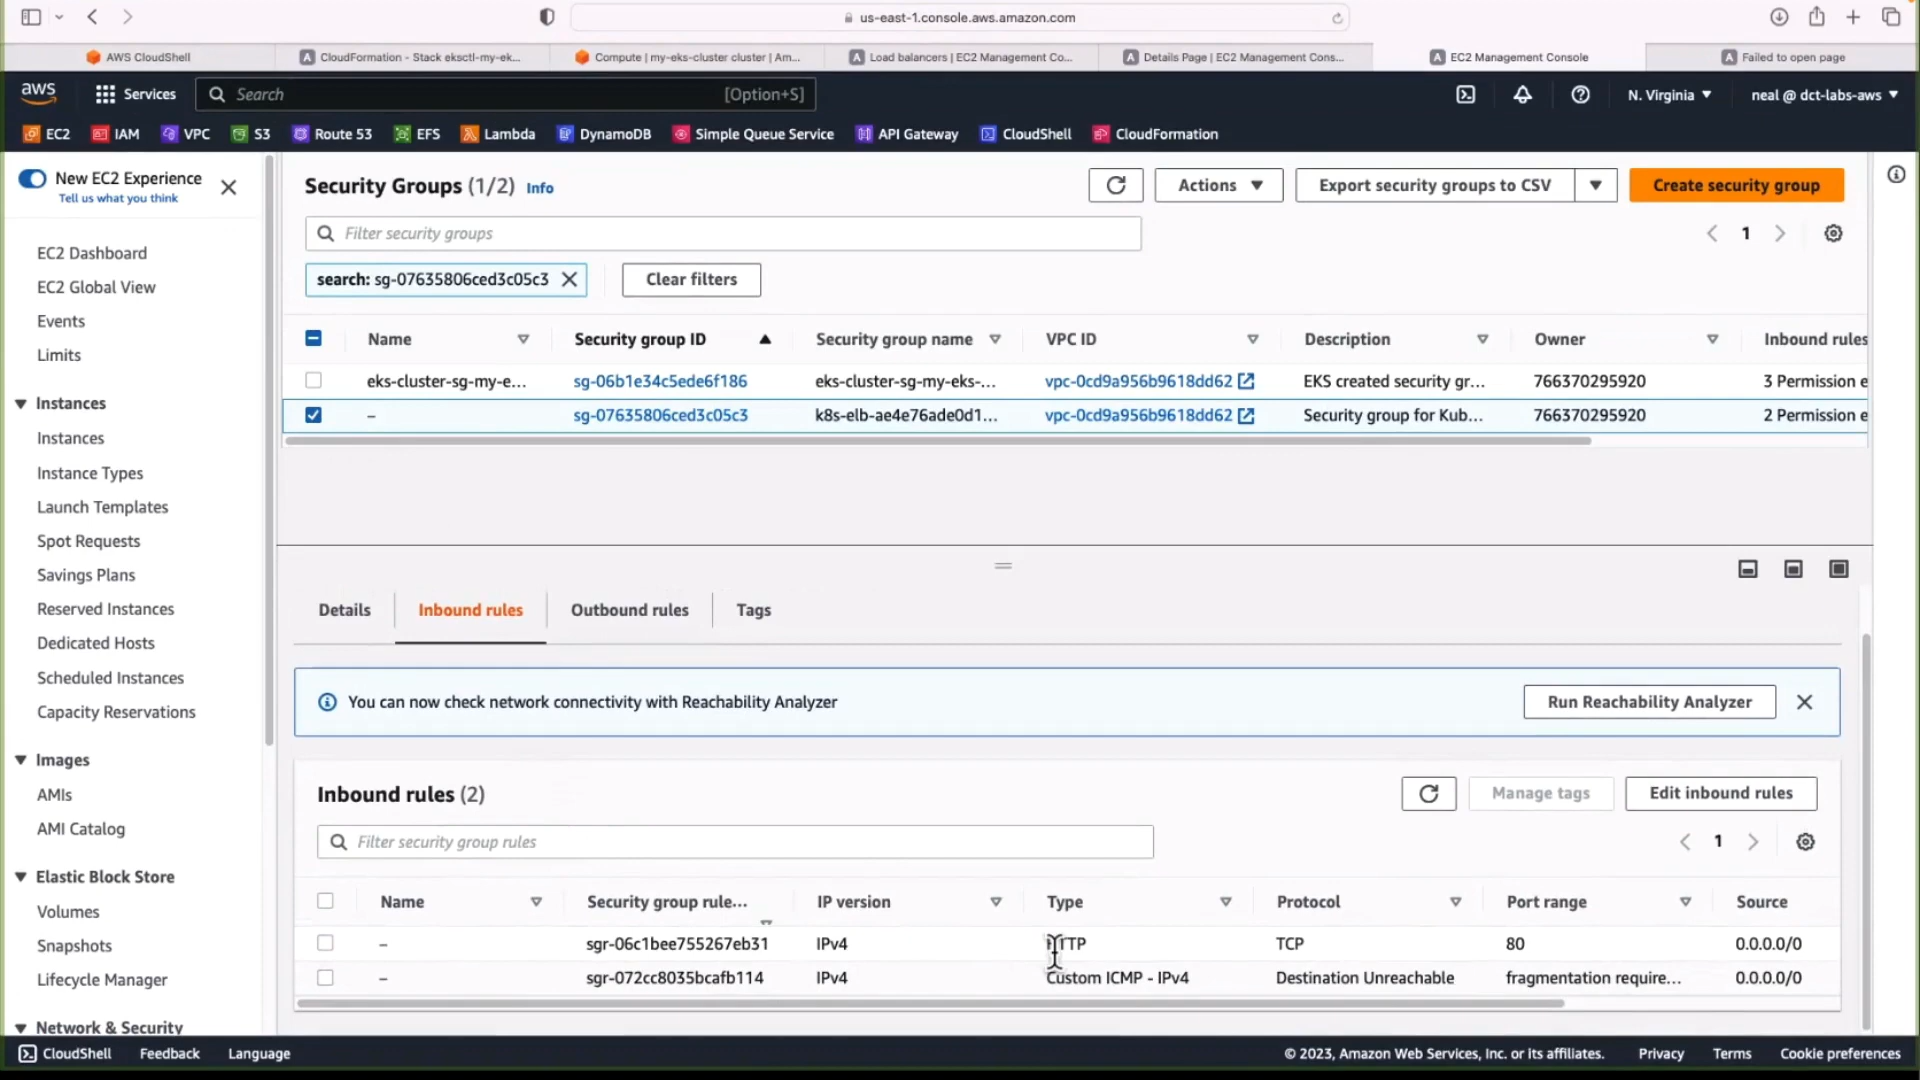 us-east-1.console.aws.amazon.com
AWS CloudShell
CloudFormation - Stack eksctl-my-ek...
Compute | my-eks-cluster cluster | Am...
Load balancers | EC2 Management Co...
Details Page | EC2 Management Cons...
EC2 Management Console
Failed to open page
aws
Services
Search
[Option+S]
N. Virginia
neal @ dct-labs-aws
EC2
IAM
VPC
S3
Route 53
EFS
Lambda
DynamoDB
Simple Queue Service
API Gateway
CloudShell
CloudFormation
New EC2 Experience
Tell us what you think
EC2 Dashboard
EC2 Global View
Events
Limits
Instances
Instances
Instance Types
Launch Templates
Spot Requests
Savings Plans
Reserved Instances
Dedicated Hosts
Scheduled Instances
Capacity Reservations
Images
AMIs
AMI Catalog
Elastic Block Store
Volumes
Snapshots
Lifecycle Manager
Network & Security
Security Groups (1/2) Info
Actions
Export security groups to CSV
Create security group
Filter security groups
1
search: sg-07635806ced3c05c3
Clear filters
Name Security group ID Security group name VPC ID Description Owner Inbound rules
eks-cluster-sg-my-e... sg-06b1e34c5ede6f186 eks-cluster-sg-my-eks-... vpc-0cd9a956b9618dd62 EKS created security gr... 766370295920 3 Permission e
– sg-07635806ced3c05c3 k8s-elb-ae4e76ade0d1... vpc-0cd9a956b9618dd62 Security group for Kub... 766370295920 2 Permission e
Details
Inbound rules
Outbound rules
Tags
You can now check network connectivity with Reachability Analyzer
Run Reachability Analyzer
Inbound rules (2)
Manage tags
Edit inbound rules
Filter security group rules
1
Name Security group rule... IP version Type Protocol Port range Source
– sgr-06c1bee755267eb31 IPv4 HTTP TCP 80 0.0.0.0/0
– sgr-072cc8035bcafb114 IPv4 Custom ICMP - IPv4 Destination Unreachable fragmentation require... 0.0.0.0/0
CloudShell
Feedback
Language
© 2023, Amazon Web Services, Inc. or its affiliates.
Privacy
Terms
Cookie preferences